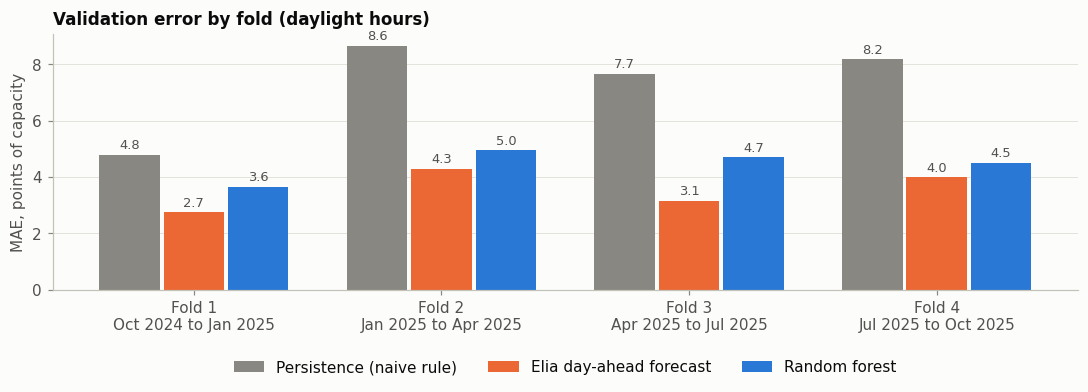 Validation error by fold (daylight hours)
MAE, points of capacity
8
6
4
2
0
4.8
2.7
3.6
8.6
4.3
5.0
7.7
3.1
4.7
8.2
4.0
4.5
Fold 1
Oct 2024 to Jan 2025
Fold 2
Jan 2025 to Apr 2025
Fold 3
Apr 2025 to Jul 2025
Fold 4
Jul 2025 to Oct 2025
Persistence (naive rule)
Elia day-ahead forecast
Random forest